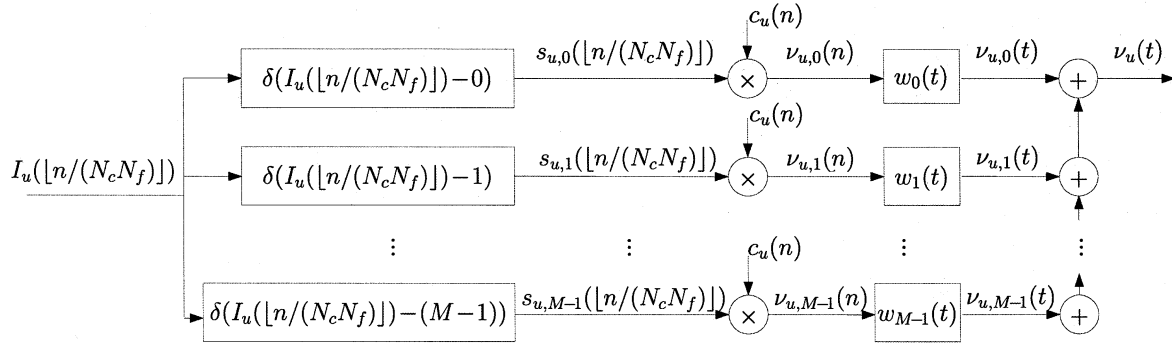 c_u(n)
δ(I_u(⌊n/(N_cN_f)⌋)−0) s_{u,0}(⌊n/(N_cN_f)⌋) × ν_{u,0}(n) w_0(t) ν_{u,0}(t) + ν_u(t)
c_u(n)
I_u(⌊n/(N_cN_f)⌋) δ(I_u(⌊n/(N_cN_f)⌋)−1) s_{u,1}(⌊n/(N_cN_f)⌋) × ν_{u,1}(n) w_1(t) ν_{u,1}(t) +
⋮ ⋮ c_u(n) ⋮ ⋮
δ(I_u(⌊n/(N_cN_f)⌋)−(M−1)) s_{u,M−1}(⌊n/(N_cN_f)⌋) × ν_{u,M−1}(n) w_{M−1}(t) ν_{u,M−1}(t) +